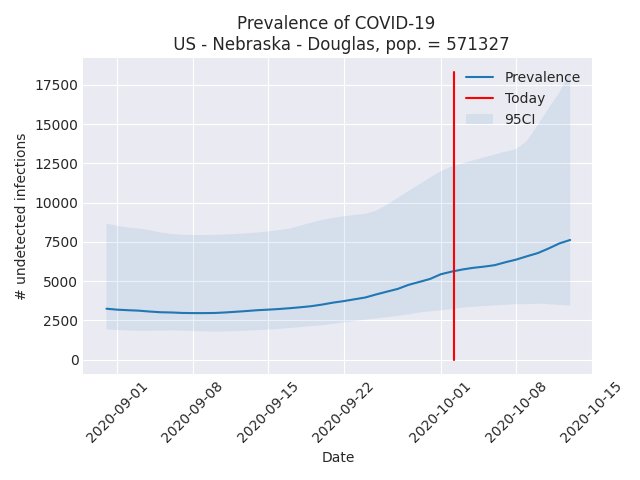 Prevalence of COVID-19
US - Nebraska - Douglas, pop. = 571327
Prevalence
Today
95CI
17500
15000
12500
10000
7500
5000
2500
0
# undetected infections
2020-09-01
2020-09-08
2020-09-15
2020-09-22
2020-10-01
2020-10-08
2020-10-15
Date